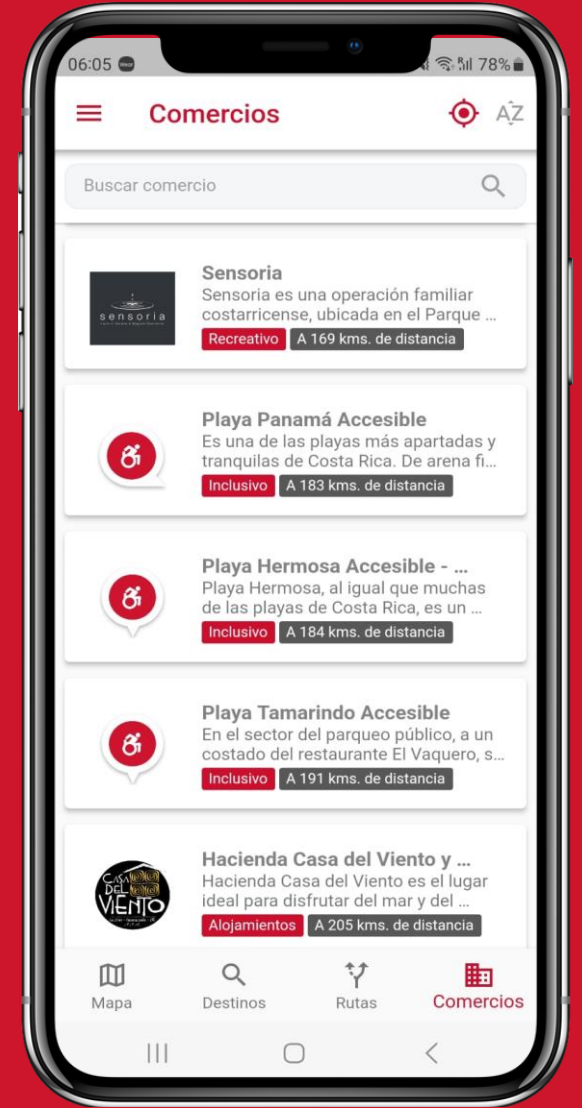 06:05
78%
Comercios
AZ
Buscar comercio
Sensoria
Sensoria es una operación familiar
costarricense, ubicada en el Parque ...
Recreativo A 169 kms. de distancia
sensoria
Playa Panamá Accesible
Es una de las playas más apartadas y
tranquilas de Costa Rica. De arena fi...
Inclusivo A 183 kms. de distancia
Playa Hermosa Accesible - ...
Playa Hermosa, al igual que muchas
de las playas de Costa Rica, es un ...
Inclusivo A 184 kms. de distancia
Playa Tamarindo Accesible
En el sector del parqueo público, a un
costado del restaurante El Vaquero, s...
Inclusivo A 191 kms. de distancia
CASA
DEL
VIENTO
Hacienda Casa del Viento y ...
Hacienda Casa del Viento es el lugar
ideal para disfrutar del mar y del ...
Alojamientos A 205 kms. de distancia
Mapa
Destinos
Rutas
Comercios